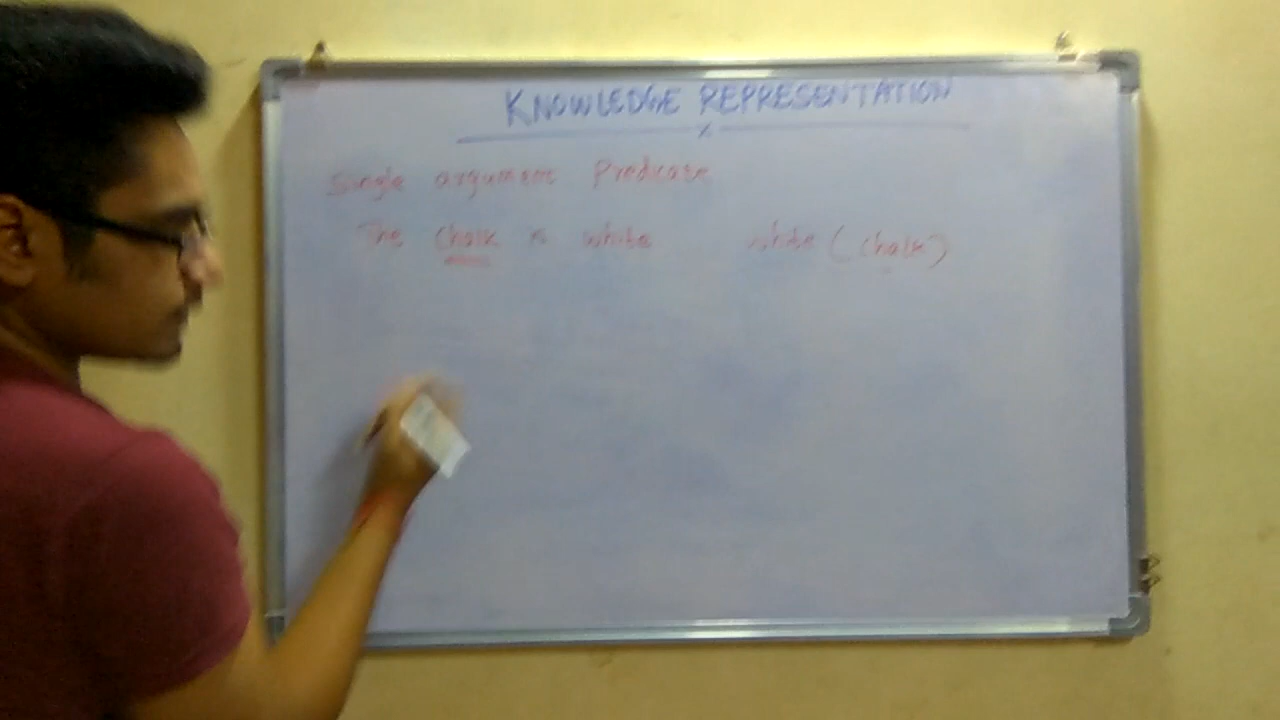 KNOWLEDGE REPRESENTATION
Single argument Predicate
The Chalk is white white (chalk)